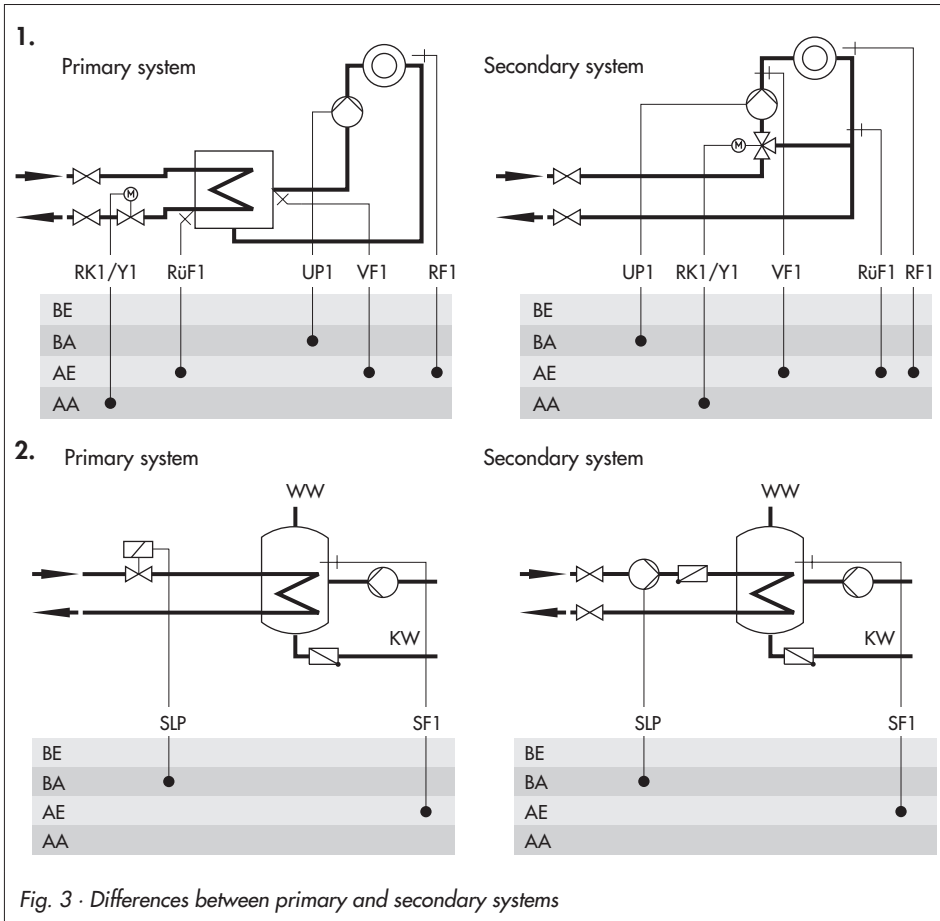 1.
Primary system
Secondary system
M
M
RK1/Y1 RüF1 UP1 VF1 RF1
UP1 RK1/Y1 VF1 RüF1 RF1
BE
BA
AE
AA
BE
BA
AE
AA
2.
Primary system
Secondary system
WW
WW
KW
KW
SLP SF1
SLP SF1
BE
BA
AE
AA
BE
BA
AE
AA
Fig. 3 · Differences between primary and secondary systems